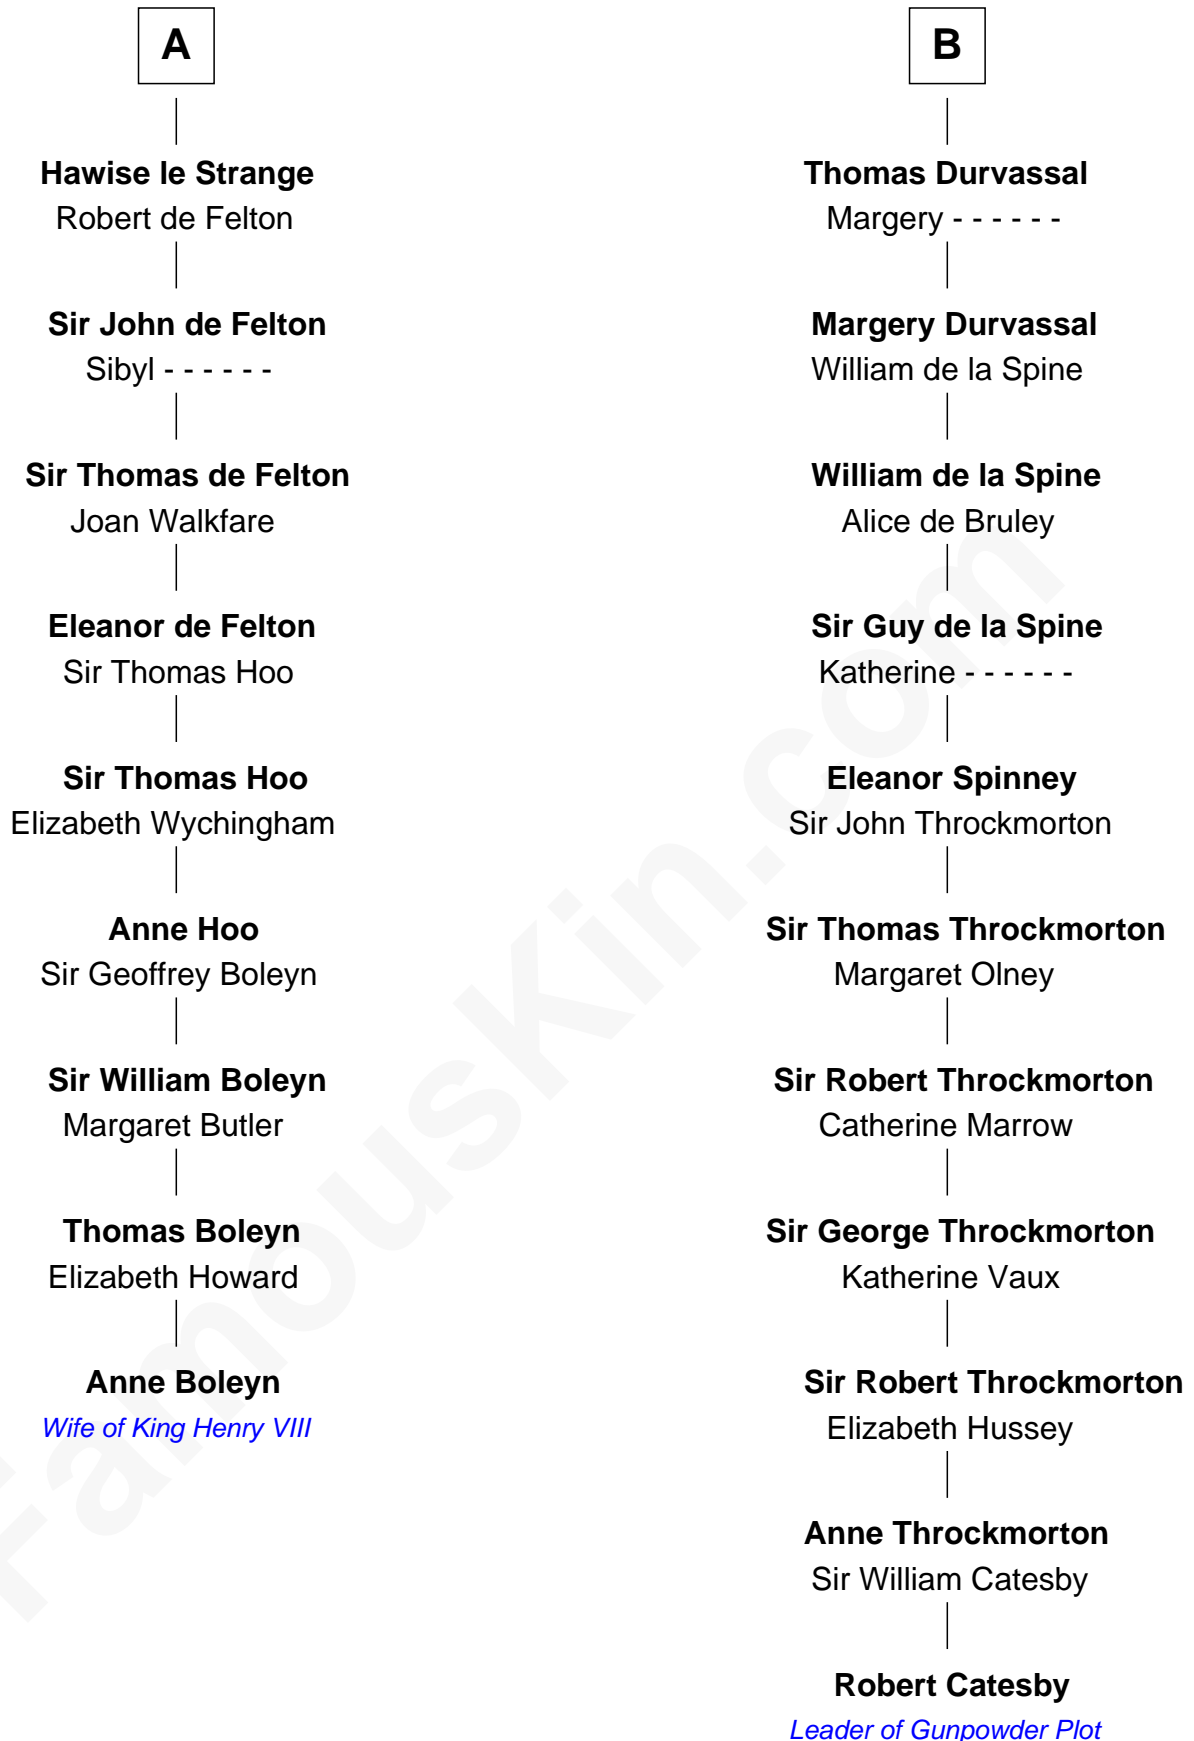 A
Hawise le Strange
Robert de Felton
Sir John de Felton
Sibyl - - - - - -
Sir Thomas de Felton
Joan Walkfare
Eleanor de Felton
Sir Thomas Hoo
Sir Thomas Hoo
Elizabeth Wychingham
Anne Hoo
Sir Geoffrey Boleyn
Sir William Boleyn
Margaret Butler
Thomas Boleyn
Elizabeth Howard
Anne Boleyn
Wife of King Henry VIII
B
Thomas Durvassal
Margery - - - - - -
Margery Durvassal
William de la Spine
William de la Spine
Alice de Bruley
Sir Guy de la Spine
Katherine - - - - - -
Eleanor Spinney
Sir John Throckmorton
Sir Thomas Throckmorton
Margaret Olney
Sir Robert Throckmorton
Catherine Marrow
Sir George Throckmorton
Katherine Vaux
Sir Robert Throckmorton
Elizabeth Hussey
Anne Throckmorton
Sir William Catesby
Robert Catesby
Leader of Gunpowder Plot
FamousKin.com